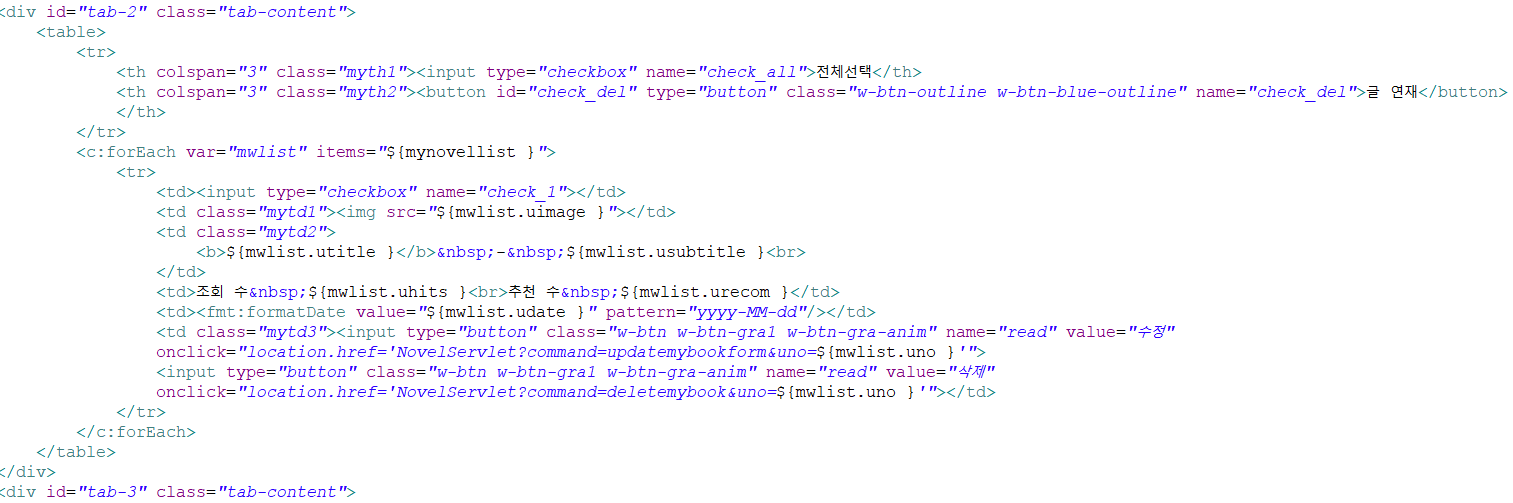 <div id="tab-2" class="tab-content">
<table>
<tr>
<th colspan="3" class="myth1"><input type="checkbox" name="check_all">전체선택</th>
<th colspan="3" class="myth2"><button id="check_del" type="button" class="w-btn-outline w-btn-blue-outline" name="check_del">글 연재</button>
</th>
</tr>
<c:forEach var="mwlist" items="${mynovellist }">
<tr>
<td><input type="checkbox" name="check_1"></td>
<td class="mytd1"><img src="${mwlist.uimage }"></td>
<td class="mytd2">
<b>${mwlist.utitle }</b>&nbsp;-&nbsp;${mwlist.usubtitle }<br>
</td>
<td>조회 수&nbsp;${mwlist.uhits }<br>추천 수&nbsp;${mwlist.urecom }</td>
<td><fmt:formatDate value="${mwlist.udate }" pattern="yyyy-MM-dd"/></td>
<td class="mytd3"><input type="button" class="w-btn w-btn-gra1 w-btn-gra-anim" name="read" value="수정"
onclick="location.href='NovelServlet?command=updatemybookform&uno=${mwlist.uno }'">
<input type="button" class="w-btn w-btn-gra1 w-btn-gra-anim" name="read" value="삭제"
onclick="location.href='NovelServlet?command=deletemybook&uno=${mwlist.uno }'"></td>
</tr>
</c:forEach>
</table>
</div>
<div id="tab-3" class="tab-content">